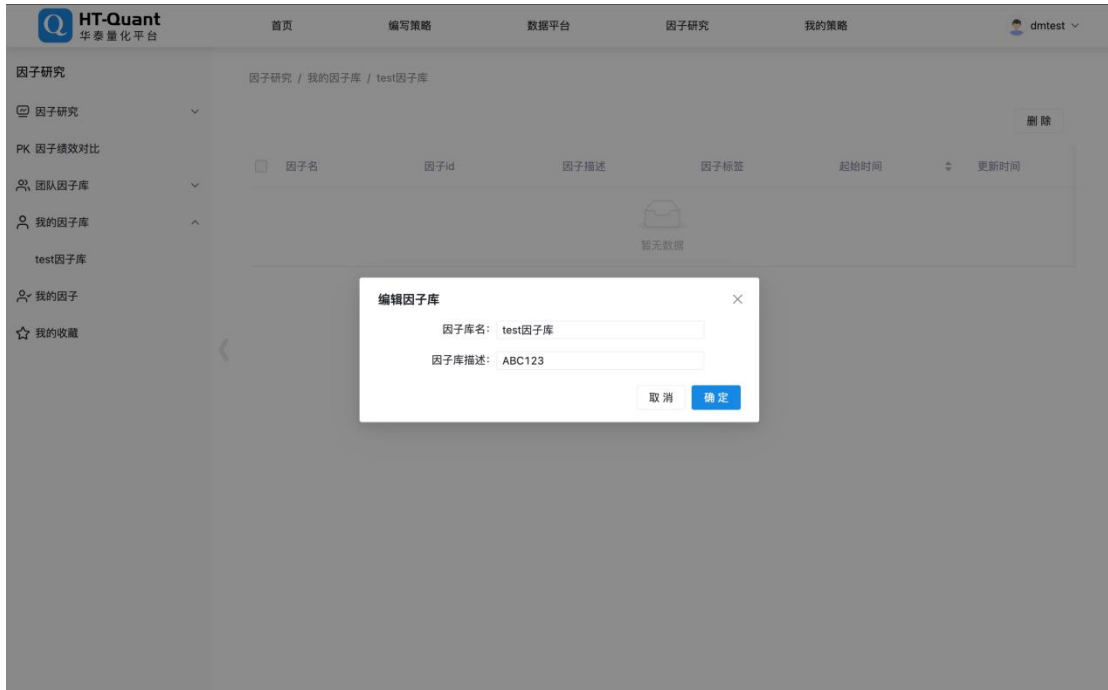 HT-Quant
华泰量化平台
首页
编写策略
数据平台
因子研究
我的策略
dmtest
因子研究
因子研究
PK 因子绩效对比
团队因子库
我的因子库
test因子库
我的因子
我的收藏
因子研究 / 我的因子库 / test因子库
删 除
因子名
因子id
因子描述
因子标签
起始时间
更新时间
暂无数据
编辑因子库
因子库名: test因子库
因子库描述: ABC123
取 消
确 定